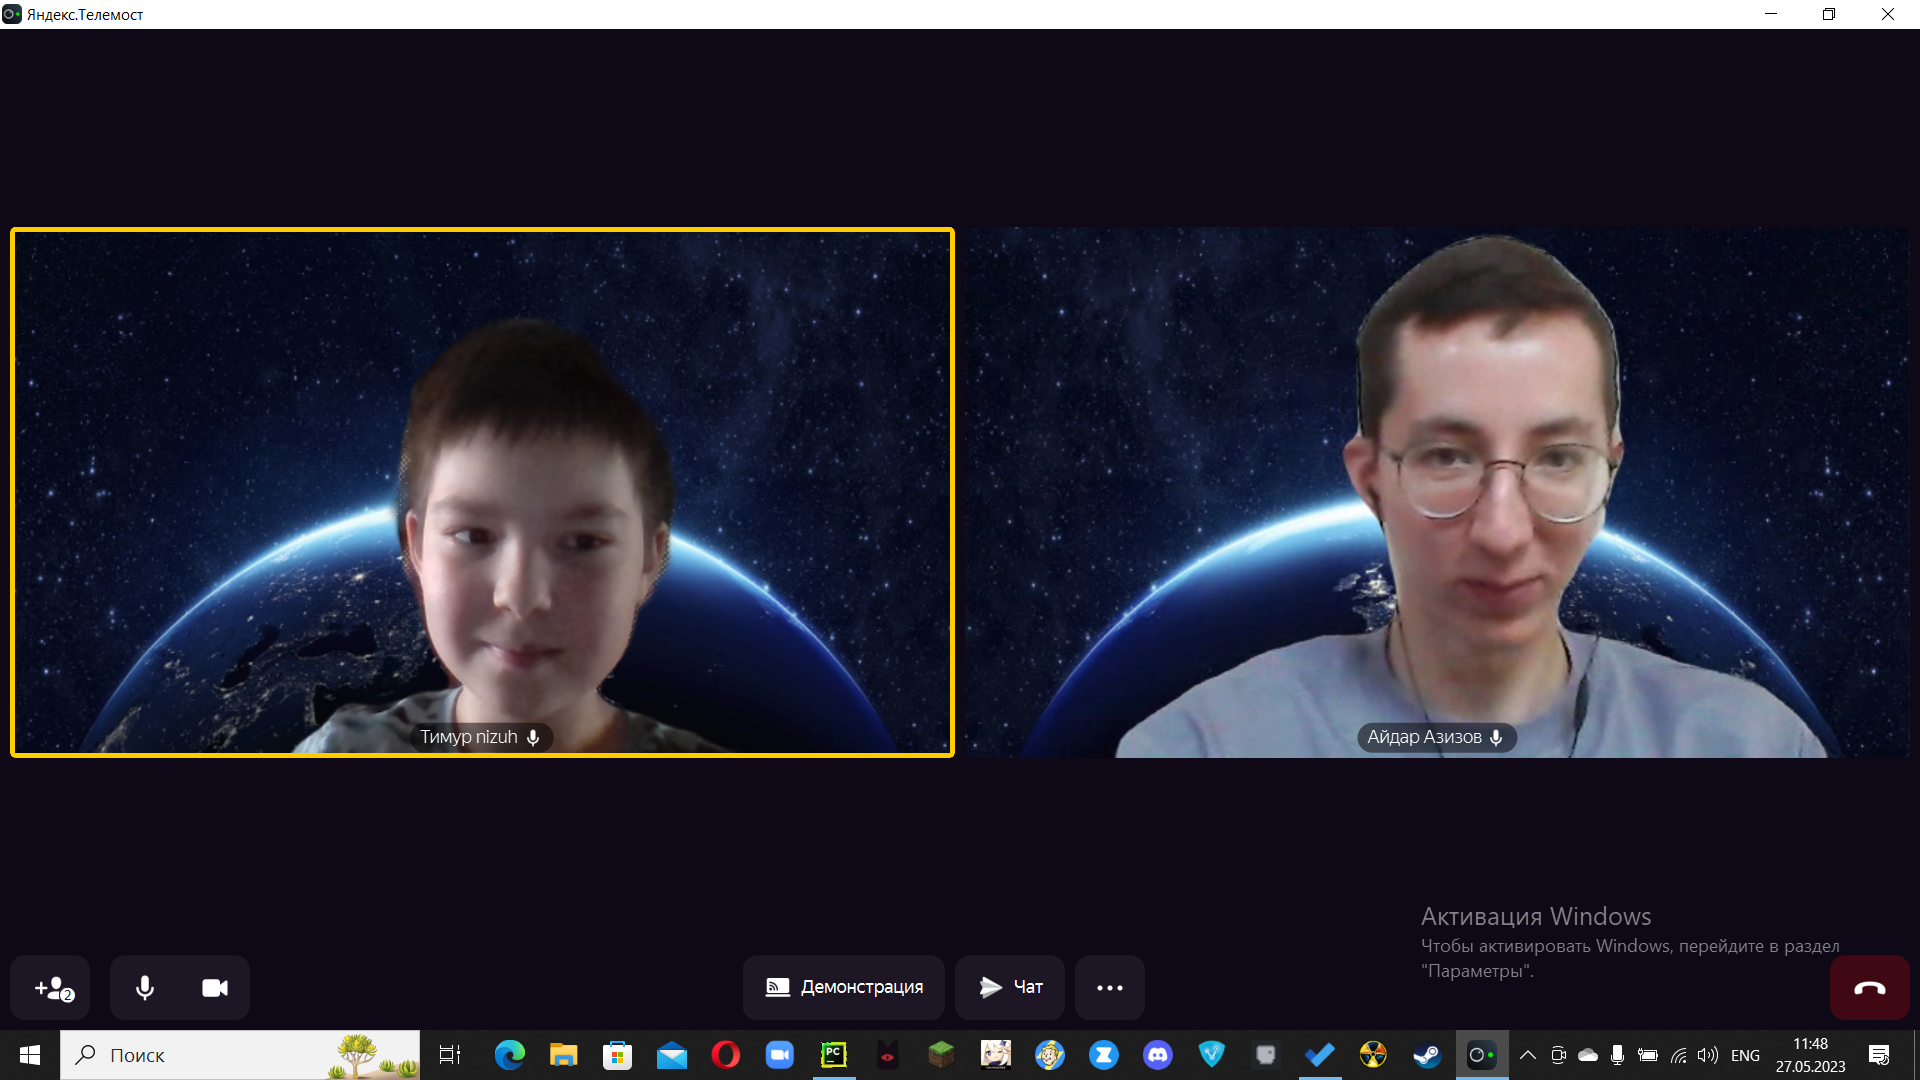 Яндекс.Телемост
Тимур nizuh
Айдар Азизов
Активация Windows
Чтобы активировать Windows, перейдите в раздел
"Параметры".
2
Демонстрация
Чат
Поиск
PC
ENG
11:48
27.05.2023